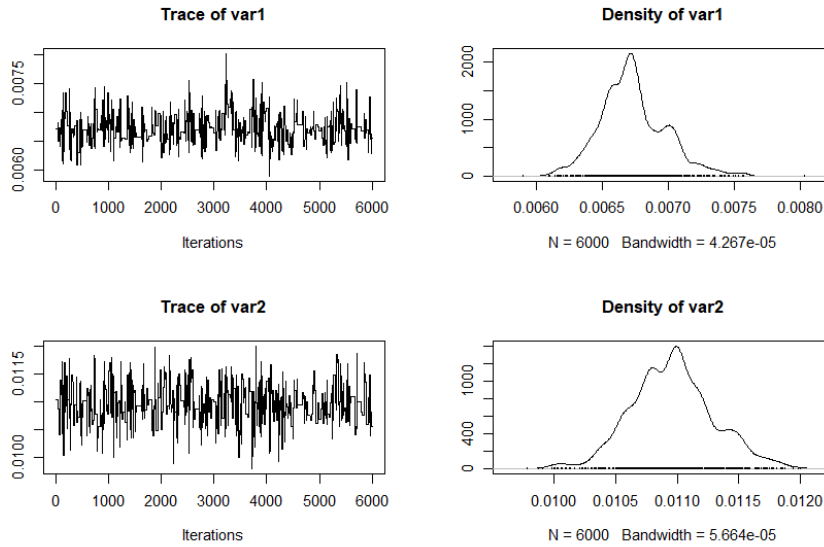 Trace of var1
0.0075
0.0060
0 1000 2000 3000 4000 5000 6000
Iterations
Density of var1
2000
1000
0
0.0060 0.0065 0.0070 0.0075 0.0080
N = 6000 Bandwidth = 4.267e-05
Trace of var2
0.0115
0.0100
0 1000 2000 3000 4000 5000 6000
Iterations
Density of var2
1000
400
0
0.0100 0.0105 0.0110 0.0115 0.0120
N = 6000 Bandwidth = 5.664e-05